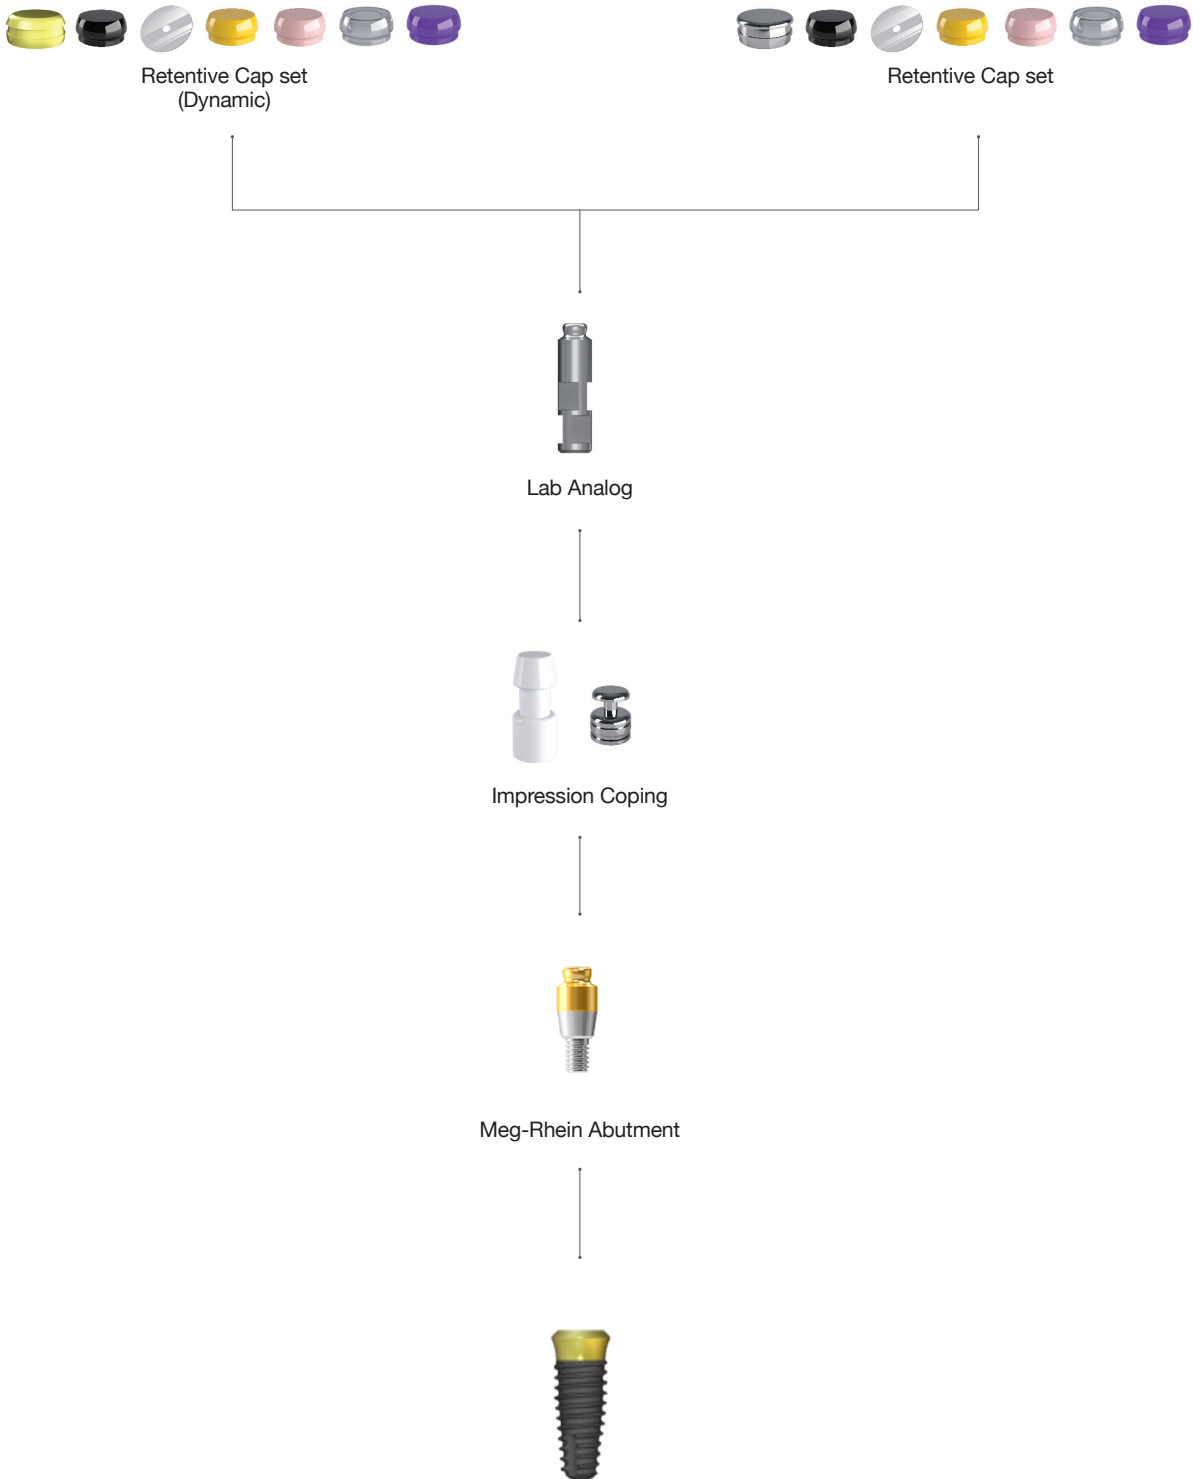 Retentive Cap set
(Dynamic)
Retentive Cap set
Lab Analog
Impression Coping
Meg-Rhein Abutment